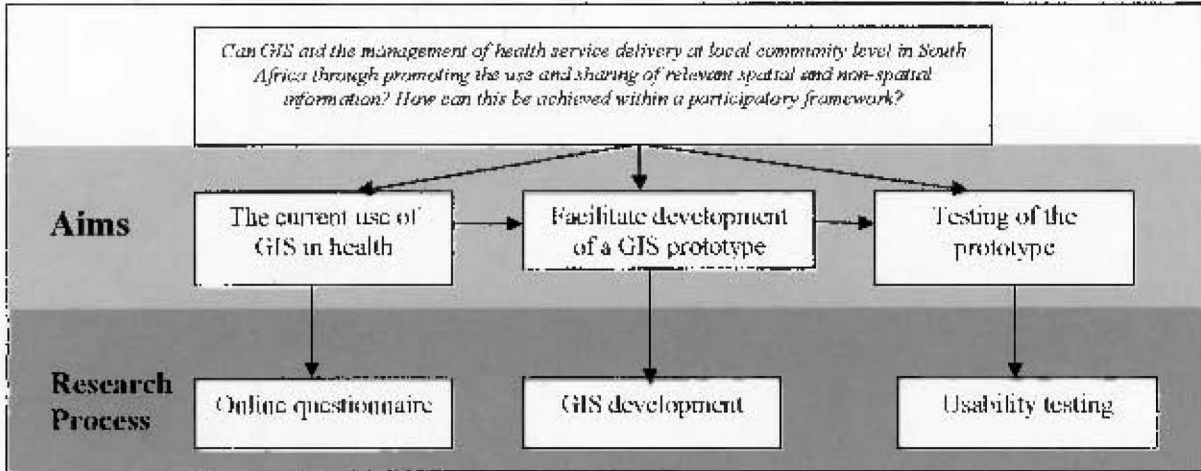 Can GIS aid the management of health service delivery at local community level in South
Africa through promoting the use and sharing of relevant spatial and non-spatial
information? How can this be achieved within a participatory framework?
Aims
The current use of
GIS in health
Facilitate development
of a GIS prototype
Testing of the
prototype
Research
Process
Online questionnaire
GIS development
Usability testing